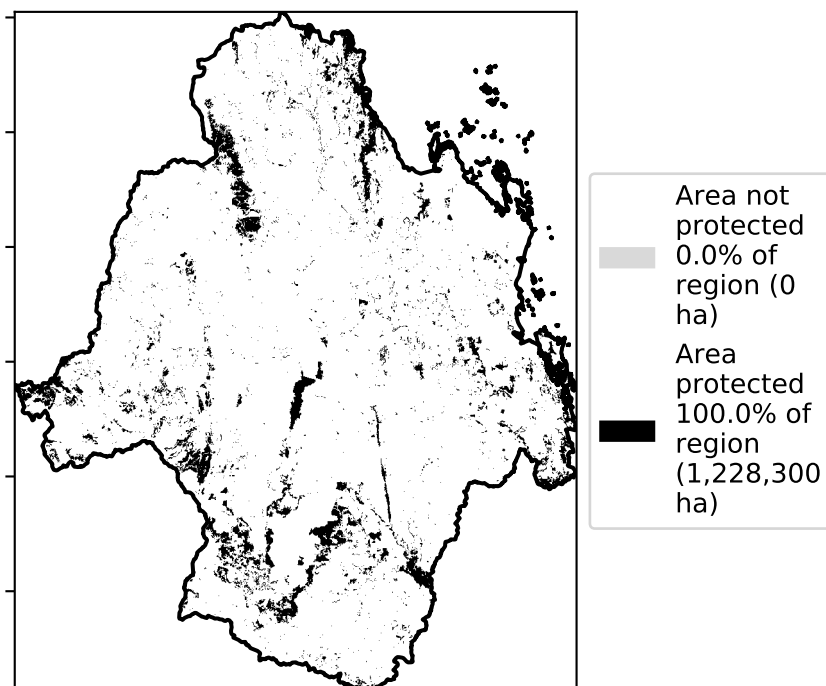 Area not
protected
0.0% of
region (0
ha)
Area
protected
100.0% of
region
(1,228,300
ha)